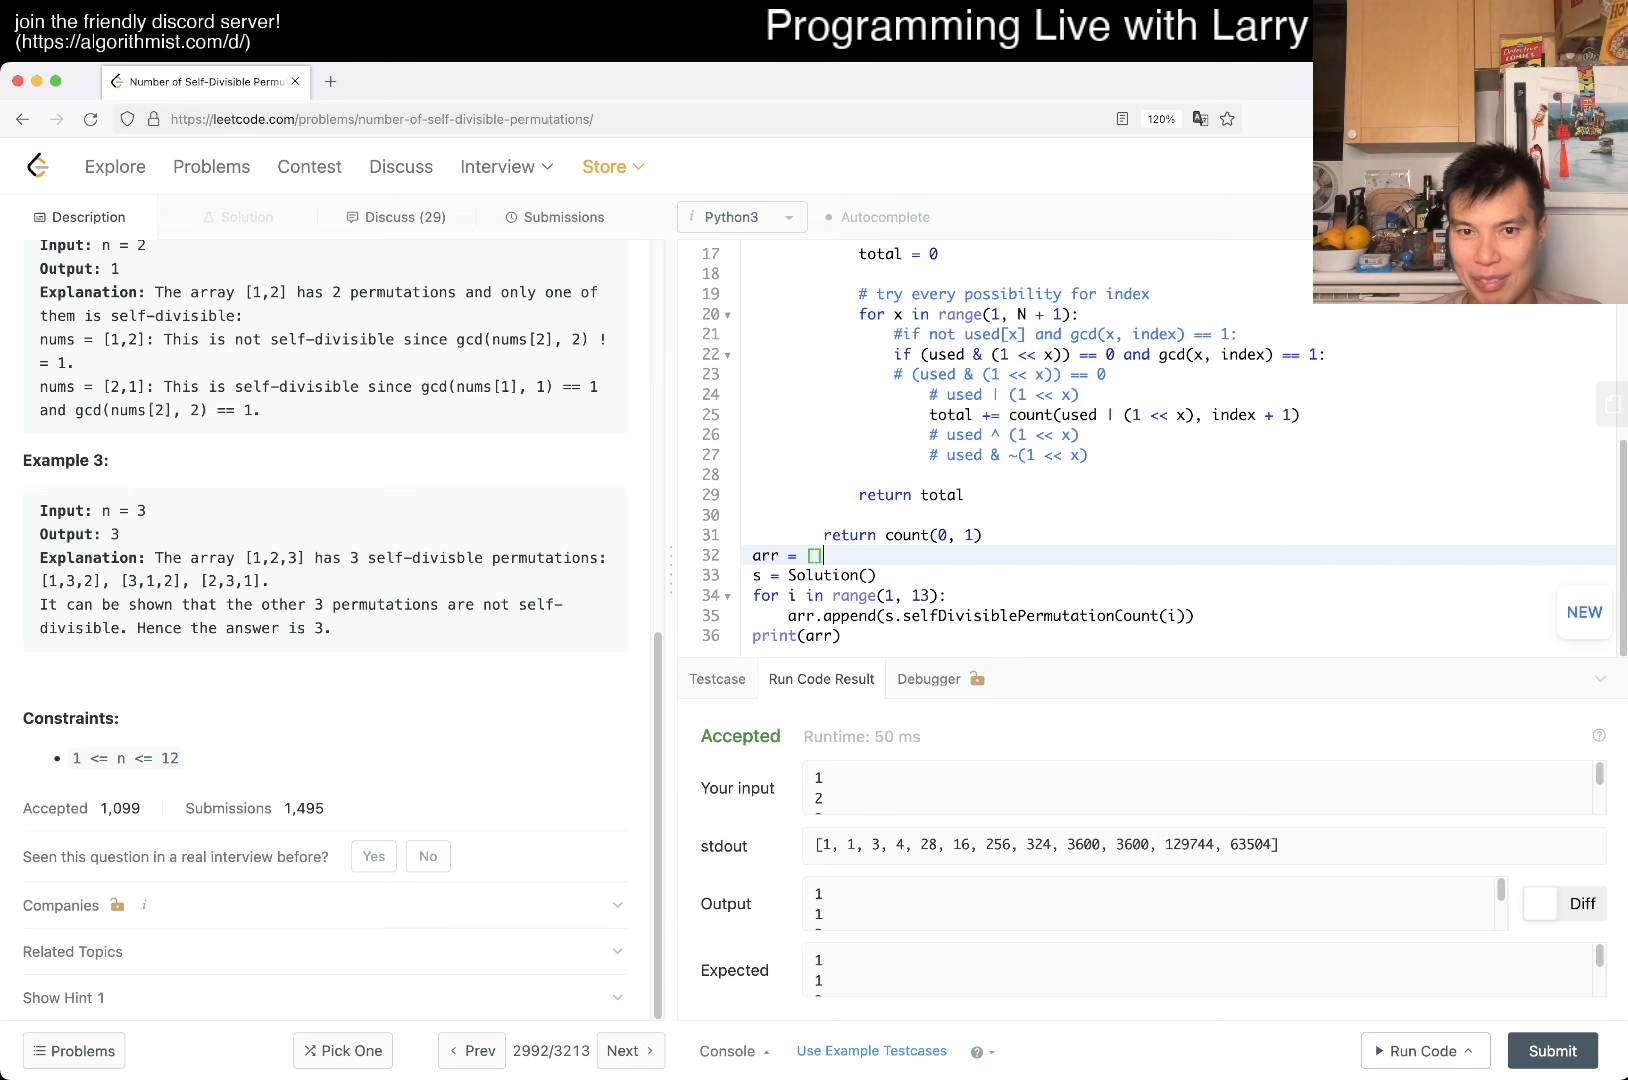 join the friendly discord server!
(https://algorithmist.com/d/)
Programming Live with Larry
Number of Self-Divisible Permu
https://leetcode.com/problems/number-of-self-divisible-permutations/
120%
Explore
Problems
Contest
Discuss
Interview
Store
Description
Solution
Discuss (29)
Submissions
i Python3
Autocomplete
Input: n = 2
Output: 1
Explanation: The array [1,2] has 2 permutations and only one of
them is self-divisible:
nums = [1,2]: This is not self-divisible since gcd(nums[2], 2) !
= 1.
nums = [2,1]: This is self-divisible since gcd(nums[1], 1) == 1
and gcd(nums[2], 2) == 1.
Example 3:
Input: n = 3
Output: 3
Explanation: The array [1,2,3] has 3 self-divisble permutations:
[1,3,2], [3,1,2], [2,3,1].
It can be shown that the other 3 permutations are not self-
divisible. Hence the answer is 3.
Constraints:
• 1 <= n <= 12
Accepted 1,099
Submissions 1,495
Seen this question in a real interview before?
Yes
No
Companies
i
Related Topics
Show Hint 1
Problems
Pick One
Prev
2992/3213
Next
17 total = 0
18
19 # try every possibility for index
20 for x in range(1, N + 1):
21 #if not used[x] and gcd(x, index) == 1:
22 if (used & (1 << x)) == 0 and gcd(x, index) == 1:
23 # (used & (1 << x)) == 0
24 # used | (1 << x)
25 total += count(used | (1 << x), index + 1)
26 # used ^ (1 << x)
27 # used & ~(1 << x)
28
29 return total
30
31 return count(0, 1)
32 arr = []
33 s = Solution()
34 for i in range(1, 13):
35 arr.append(s.selfDivisiblePermutationCount(i))
36 print(arr)
NEW
Testcase
Run Code Result
Debugger
Accepted
Runtime: 50 ms
Your input
1
2
stdout
[1, 1, 3, 4, 28, 16, 256, 324, 3600, 3600, 129744, 63504]
Output
1
1
Diff
Expected
1
1
Console
Use Example Testcases
Run Code
Submit
DETECTIVE
COMICS